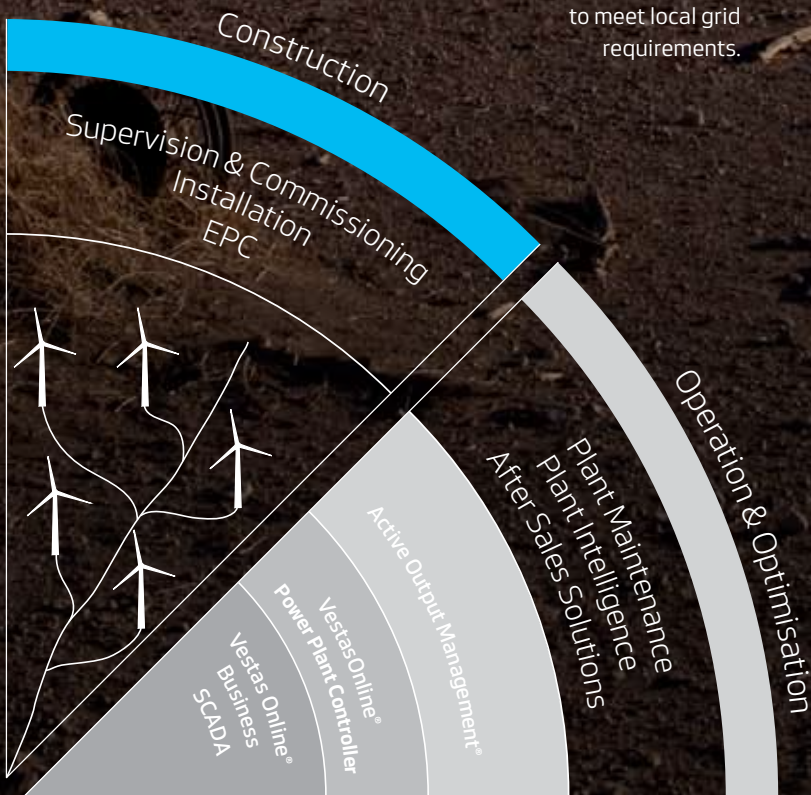 to meet local grid
requirements.
Construction
Supervision & Commissioning
Installation
EPC
Operation & Optimisation
Plant Maintenance
Plant Intelligence
After Sales Solutions
Active Output Management®
VestasOnline®
Power Plant Controller
Vestas Online®
Business
SCADA